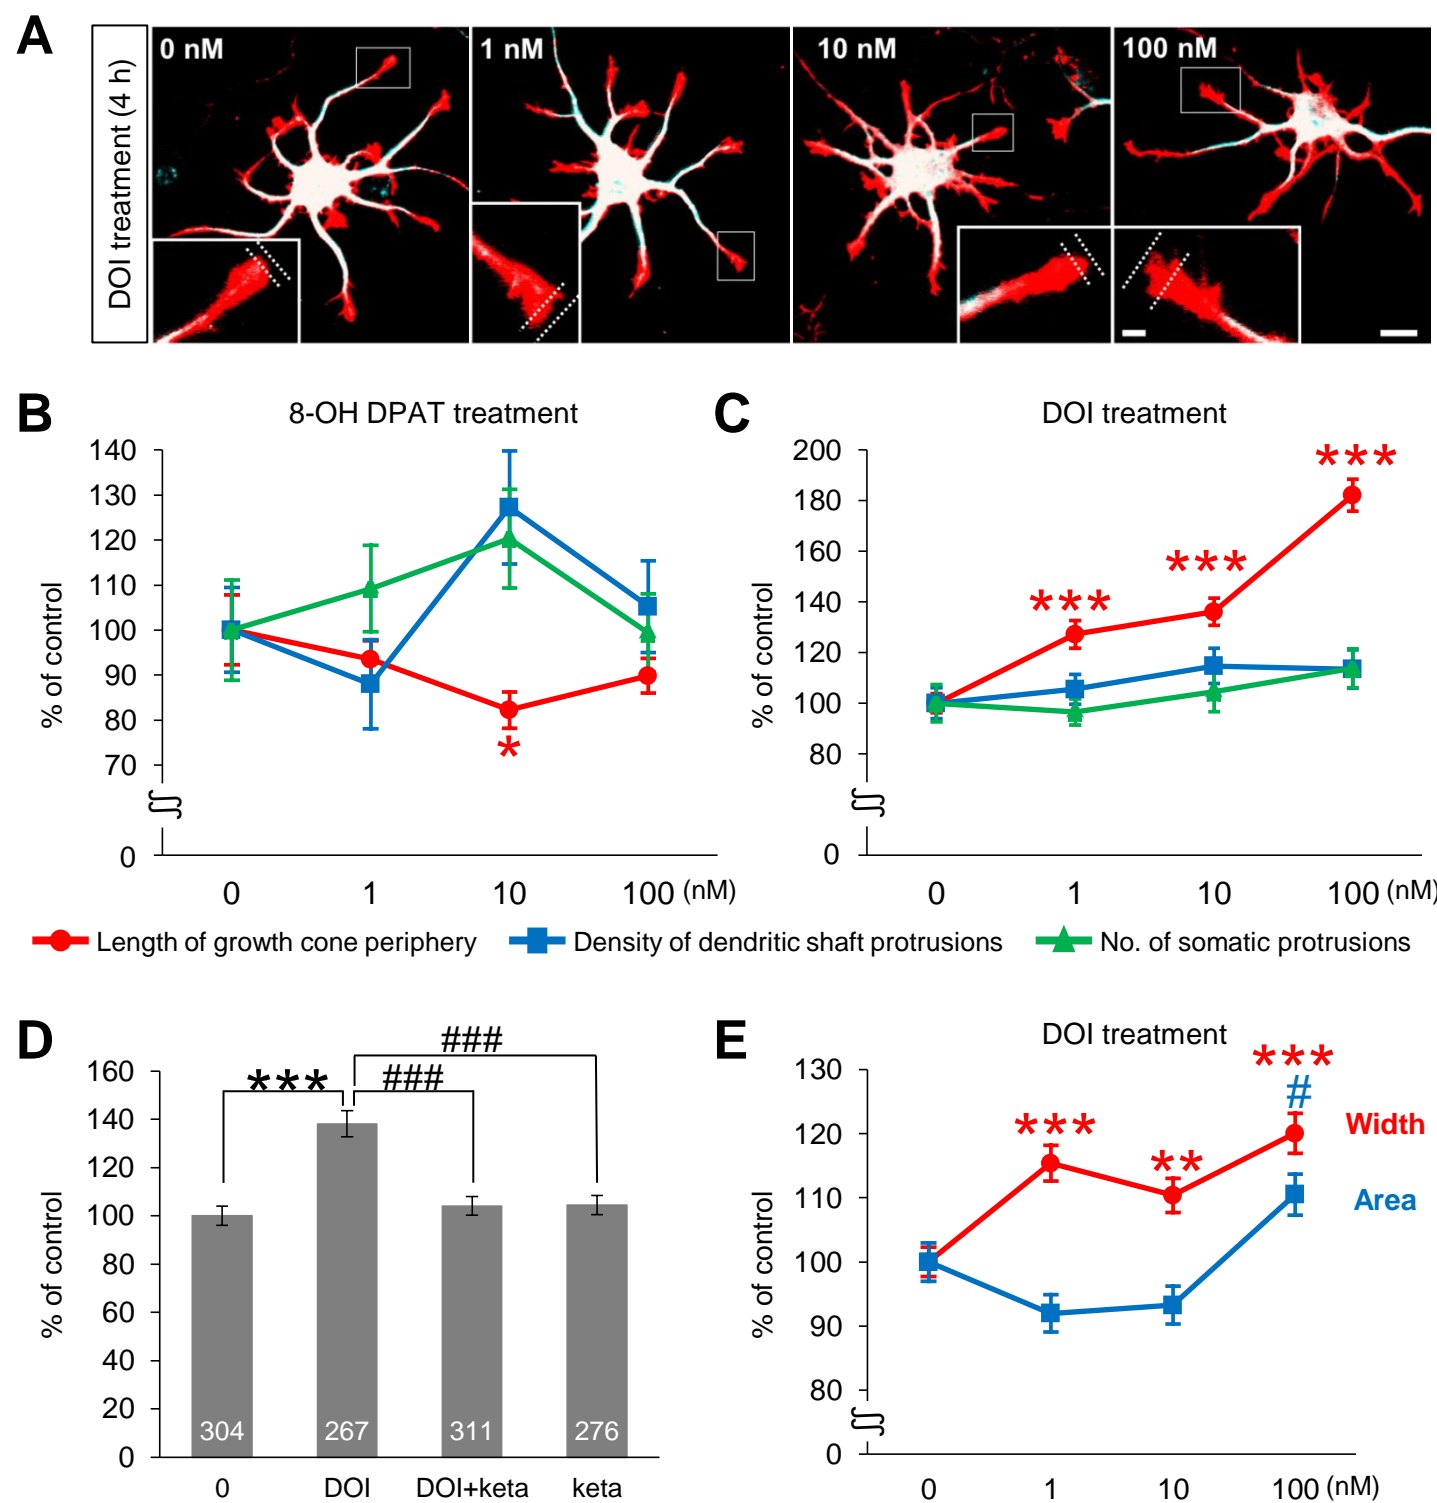 A
DOI treatment (4 h)
0 nM
1 nM
10 nM
100 nM
B
8-OH DPAT treatment
% of control
140
130
120
110
100
90
80
70
0
*
0 1 10 100 (nM)
C
DOI treatment
% of control
200
180
160
140
120
100
80
0
***
***
***
0 1 10 100 (nM)
Length of growth cone periphery
Density of dendritic shaft protrusions
No. of somatic protrusions
D
% of control
160
140
120
100
80
60
40
20
0
***
###
###
304 267 311 276
0 DOI DOI+keta keta
E
DOI treatment
% of control
130
120
110
100
90
80
0
***
**
***
#
Width
Area
0 1 10 100 (nM)